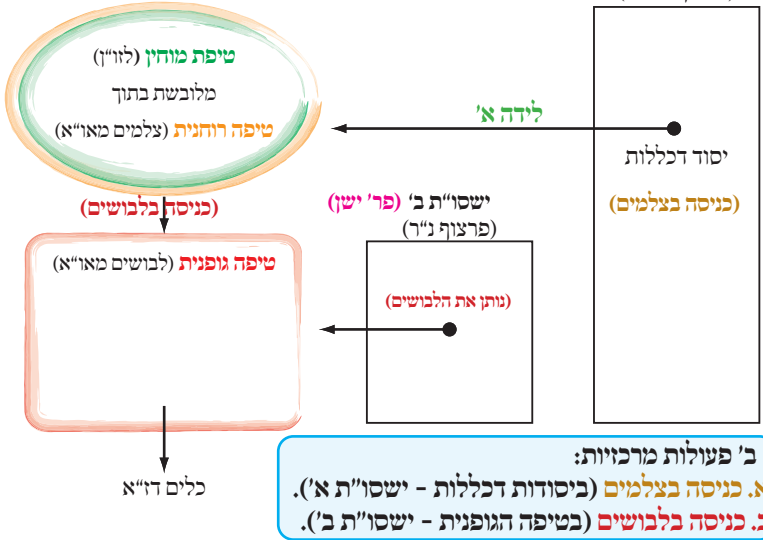 טיפת מוחין (לזו"ן)
מלובשת בתוך
טיפה רוחנית (צלמים מאו"א)
לידה א'
יסוד דכללות
(כניסה בצלמים)
(כניסה בלבושים)
ישסו"ת ב' (פר' ישן)
(פרצוף נ"ר)
טיפה גופנית (לבושים מאו"א)
(נותן את הלבושים)
כלים דז"א
ב' פעולות מרכזיות:
א. כניסה בצלמים (ביסודות דכללות - ישסו"ת א').
ב. כניסה בלבושים (בטיפה הגופנית - ישסו"ת ב').